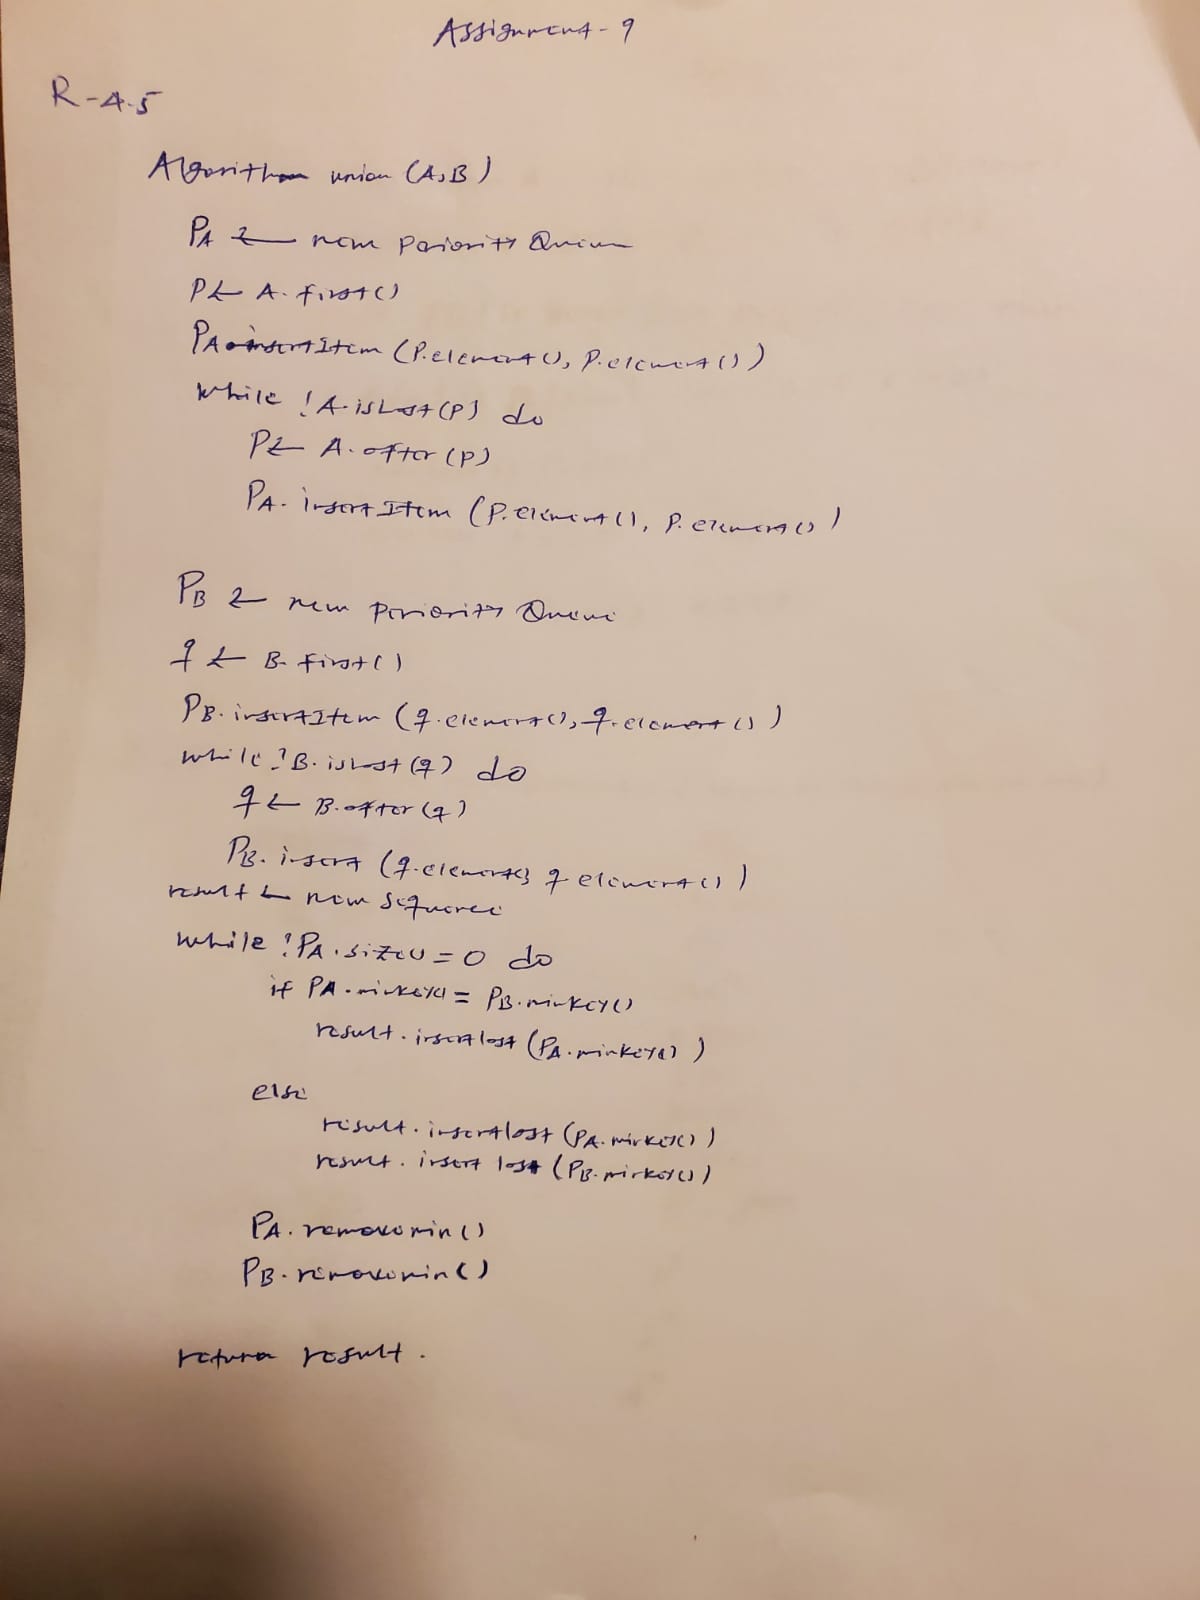 Assignment - 9
R-4.5
Algorithm union (A,B)
PA ← new priority Queue
P← A.first()
PA.insertItem (P.element(), P.element())
while !A.isLast(P) do
P← A.after(P)
PA.insertItem (P.element(), P.element())
PB ← new priority Queue
q ← B.first()
PB.insertItem (q.element(), q.element())
while !B.isLast(q) do
q ← B.after(q)
PB.insert (q.element() q element())
result ← new sequence
while !PA.size() = 0 do
if PA.minkey() = PB.minkey()
result.insertlast (PA.minkey())
else
result.insertlast (PA.minkey())
result.insert last (PB.minkey())
PA.removemin()
PB.removemin()
return result.